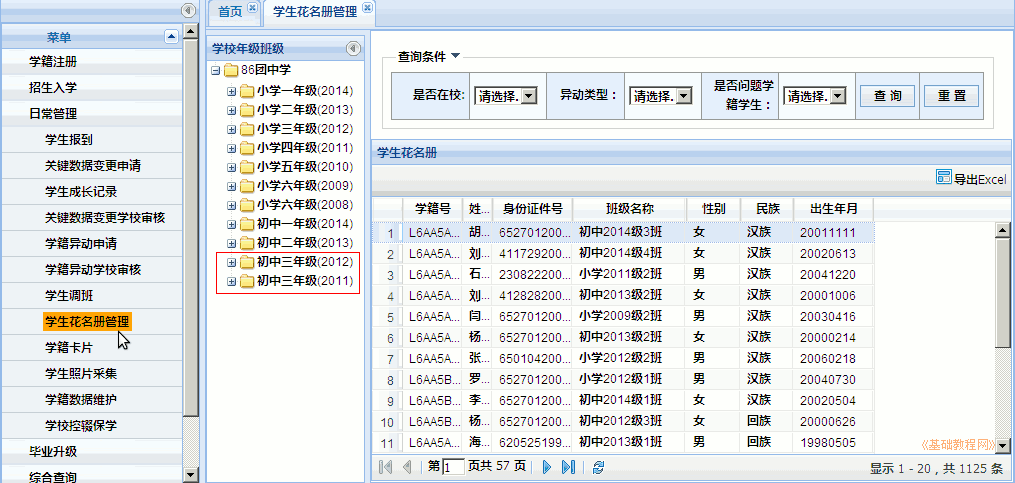 首页
学生花名册管理
菜单
学籍注册
招生入学
日常管理
学生报到
关键数据变更申请
学生成长记录
关键数据变更学校审核
学籍异动申请
学籍异动学校审核
学生调班
学生花名册管理
学籍卡片
学生照片采集
学籍数据维护
学校控辍保学
毕业升级
综合查询
学校年级班级
86团中学
小学一年级(2014)
小学二年级(2013)
小学三年级(2012)
小学四年级(2011)
小学五年级(2010)
小学六年级(2009)
小学六年级(2008)
初中一年级(2014)
初中二年级(2013)
初中三年级(2012)
初中三年级(2011)
查询条件
是否在校: 请选择. 异动类型: 请选择. 是否问题学籍学生: 请选择. 查询 重置
学生花名册
导出Excel
学籍号 姓... 身份证件号 班级名称 性别 民族 出生年月
1 L6AA5A... 胡... 652701200... 初中2014级3班 女 汉族 20011111
2 L6AA5A... 刘... 411729200... 初中2014级4班 女 汉族 20020613
3 L6AA5A... 石... 230822200... 小学2011级2班 男 汉族 20041220
4 L6AA5A... 刘... 412828200... 初中2013级2班 女 汉族 20001006
5 L6AA5A... 闫... 652701200... 小学2009级2班 男 汉族 20030416
6 L6AA5A... 杨... 652701200... 初中2013级2班 女 汉族 20000214
7 L6AA5A... 张... 650104200... 小学2012级2班 男 汉族 20060218
8 L6AA5B... 罗... 652701200... 小学2012级1班 男 汉族 20040730
9 L6AA5B... 李... 652701200... 初中2014级1班 女 汉族 20020504
10 L6AA5B... 杨... 652701200... 初中2012级3班 女 回族 20000626
11 L6AA5A... 海... 620525199... 初中2013级1班 男 回族 19980505
《基础教程网》
第 1 页共 57 页
显示 1 - 20，共 1125 条